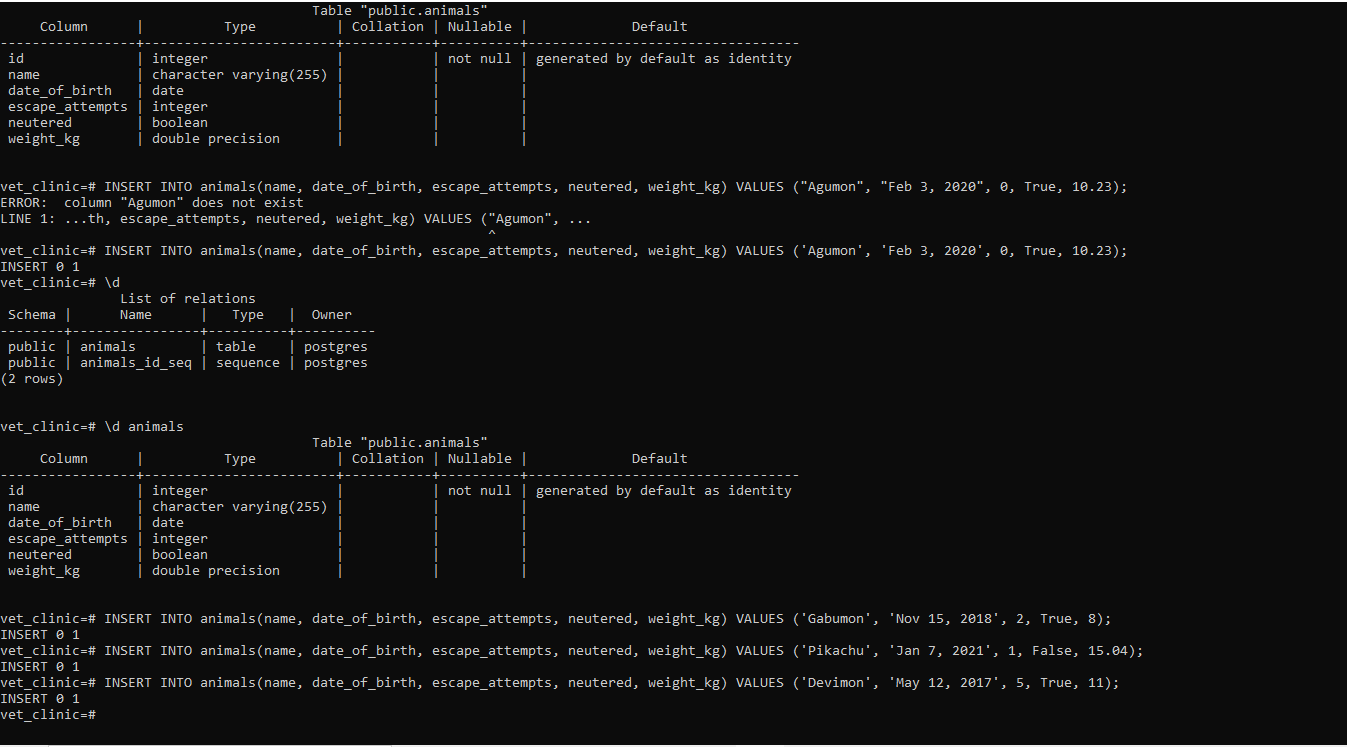 Table "public.animals"
     Column      |          Type          | Collation | Nullable |             Default
-----------------+------------------------+-----------+----------+----------------------------------
 id              | integer                |           | not null | generated by default as identity
 name            | character varying(255) |           |          |
 date_of_birth   | date                   |           |          |
 escape_attempts | integer                |           |          |
 neutered        | boolean                |           |          |
 weight_kg       | double precision       |           |          |
vet_clinic=# INSERT INTO animals(name, date_of_birth, escape_attempts, neutered, weight_kg) VALUES ("Agumon", "Feb 3, 2020", 0, True, 10.23);
ERROR:  column "Agumon" does not exist
LINE 1: ...th, escape_attempts, neutered, weight_kg) VALUES ("Agumon", ...
                                                             ^
vet_clinic=# INSERT INTO animals(name, date_of_birth, escape_attempts, neutered, weight_kg) VALUES ('Agumon', 'Feb 3, 2020', 0, True, 10.23);
INSERT 0 1
vet_clinic=# \d
               List of relations
 Schema |      Name      |   Type   |  Owner
--------+----------------+----------+----------
 public | animals        | table    | postgres
 public | animals_id_seq | sequence | postgres
(2 rows)
vet_clinic=# \d animals
                                       Table "public.animals"
     Column      |          Type          | Collation | Nullable |             Default
-----------------+------------------------+-----------+----------+----------------------------------
 id              | integer                |           | not null | generated by default as identity
 name            | character varying(255) |           |          |
 date_of_birth   | date                   |           |          |
 escape_attempts | integer                |           |          |
 neutered        | boolean                |           |          |
 weight_kg       | double precision       |           |          |
vet_clinic=# INSERT INTO animals(name, date_of_birth, escape_attempts, neutered, weight_kg) VALUES ('Gabumon', 'Nov 15, 2018', 2, True, 8);
INSERT 0 1
vet_clinic=# INSERT INTO animals(name, date_of_birth, escape_attempts, neutered, weight_kg) VALUES ('Pikachu', 'Jan 7, 2021', 1, False, 15.04);
INSERT 0 1
vet_clinic=# INSERT INTO animals(name, date_of_birth, escape_attempts, neutered, weight_kg) VALUES ('Devimon', 'May 12, 2017', 5, True, 11);
INSERT 0 1
vet_clinic=#